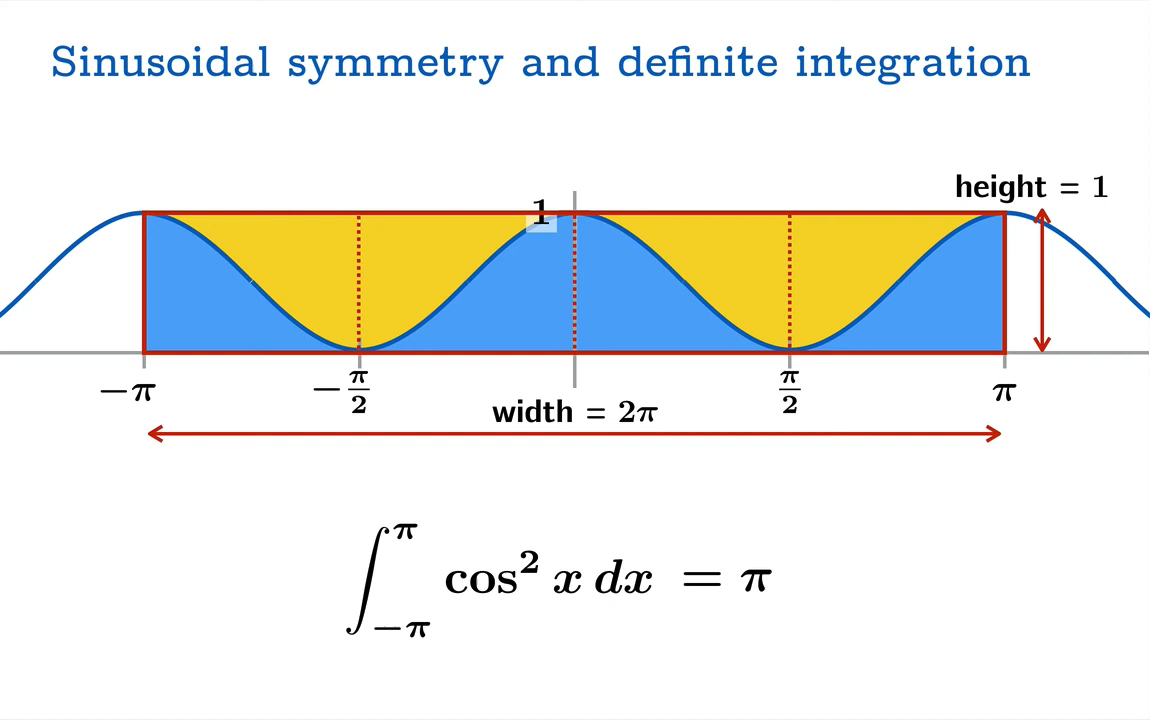 Sinusoidal symmetry and definite integration
height = 1
1
−π
−π/2
π/2
π
width = 2π
∫_{−π}^{π} cos² x dx = π